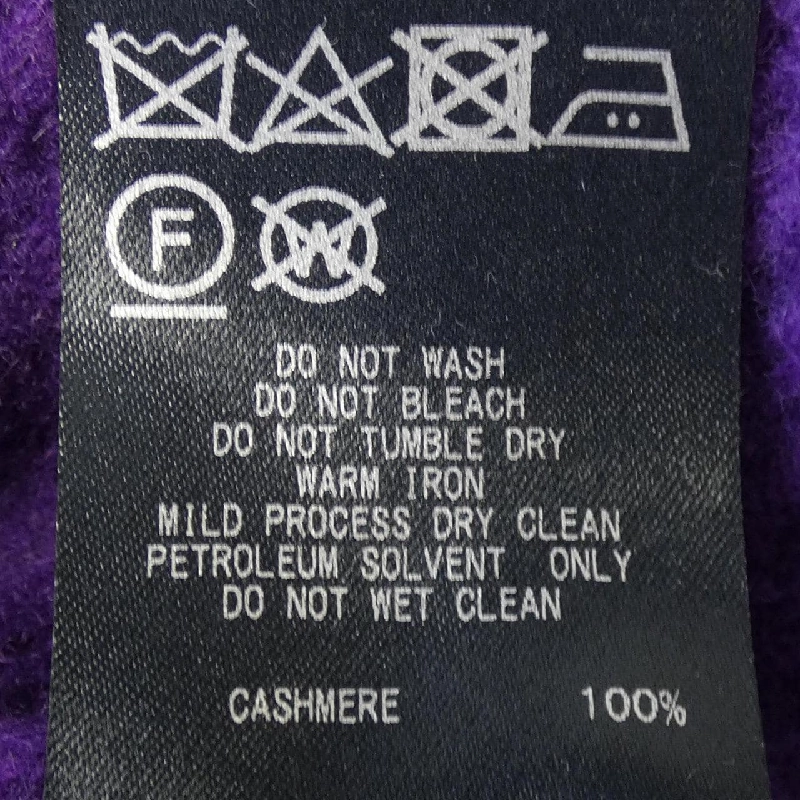 F W
DO NOT WASH
DO NOT BLEACH
DO NOT TUMBLE DRY
WARM IRON
MILD PROCESS DRY CLEAN
PETROLEUM SOLVENT ONLY
DO NOT WET CLEAN
CASHMERE 100%